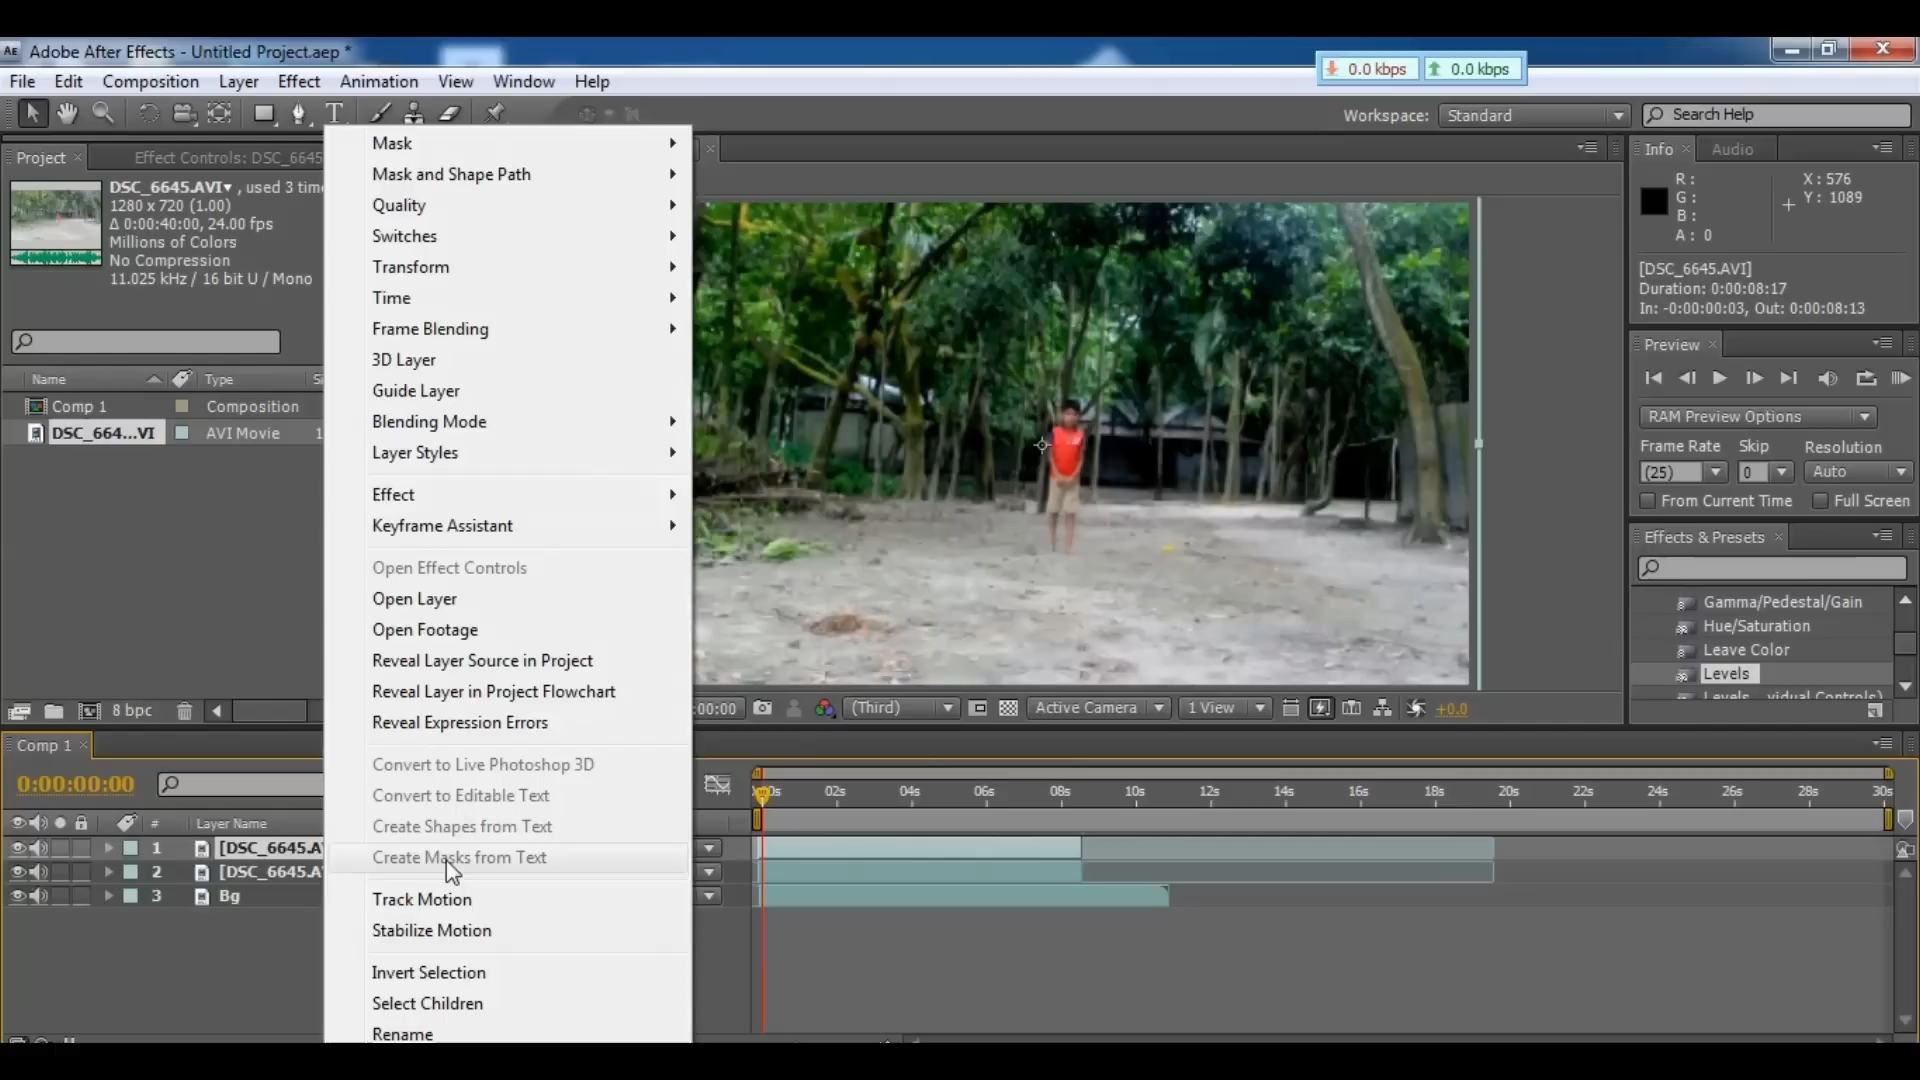 Adobe After Effects - Untitled Project.aep *
0.0 kbps 0.0 kbps
File Edit Composition Layer Effect Animation View Window Help
Workspace: Standard Search Help
Project Effect Controls: DSC_6645
DSC_6645.AVI , used 3 tim
1280 x 720 (1.00)
Δ 0:00:40:00, 24.00 fps
Millions of Colors
No Compression
11.025 kHz / 16 bit U / Mono
Name Type
Comp 1 Composition
DSC_664...VI AVI Movie
8 bpc
Mask
Mask and Shape Path
Quality
Switches
Transform
Time
Frame Blending
3D Layer
Guide Layer
Blending Mode
Layer Styles
Effect
Keyframe Assistant
Open Effect Controls
Open Layer
Open Footage
Reveal Layer Source in Project
Reveal Layer in Project Flowchart
Reveal Expression Errors
Convert to Live Photoshop 3D
Convert to Editable Text
Create Shapes from Text
Create Masks from Text
Track Motion
Stabilize Motion
Invert Selection
Select Children
Rename
:00:00 (Third) Active Camera 1 View +0.0
Info Audio
R :
G :
B :
A : 0
X : 576
Y : 1089
[DSC_6645.AVI]
Duration: 0:00:08:17
In: -0:00:00:03, Out: 0:00:08:13
Preview
RAM Preview Options
Frame Rate Skip Resolution
(25) 0 Auto
From Current Time Full Screen
Effects & Presets
Gamma/Pedestal/Gain
Hue/Saturation
Leave Color
Levels
Comp 1
0:00:00:00
# Layer Name
1 [DSC_6645.A
2 [DSC_6645.A
3 Bg
02s 04s 06s 08s 10s 12s 14s 16s 18s 20s 22s 24s 26s 28s 30s